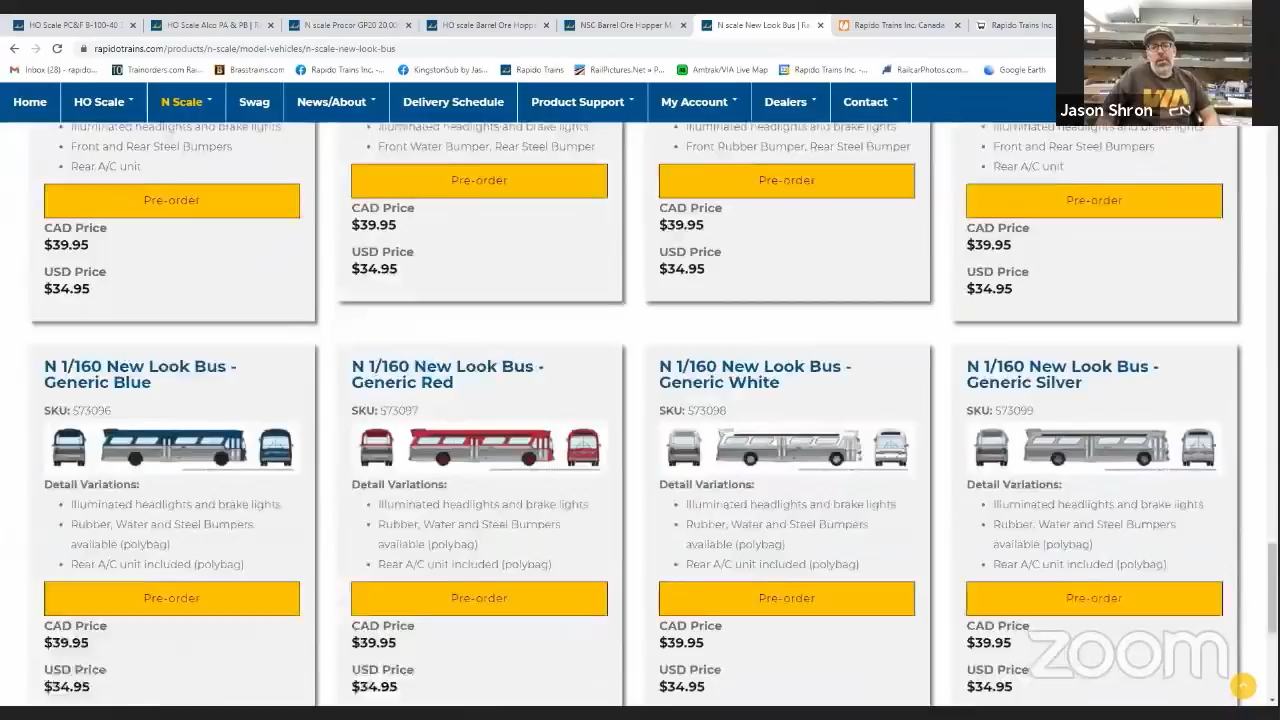 HO Scale PC&F B-100-40
HO Scale Alco PA & PB | R
N scale Procor GP20 20,00
HO scale Barrel Ore Hopp
NSC Barrel Ore Hopper M
N scale New Look Bus | Ra
Rapido Trains Inc. Canada
Rapido Trains Inc.
rapidotrains.com/products/n-scale/model-vehicles/n-scale-new-look-bus
Inbox (28) - rapido...
Trainorders.com Rai...
Brasstrains.com
Rapido Trains Inc. -...
KingstonSub by Jas...
Rapido Trains
RailPictures.Net » P...
Amtrak/VIA Live Map
Rapido Trains Inc. -...
RailcarPhotos.com...
Google Earth
Home
HO Scale
N Scale
Swag
News/About
Delivery Schedule
Product Support
My Account
Dealers
Contact
VIA
CN
Jason Shron
Illuminated headlights and brake lights
Front and Rear Steel Bumpers
Rear A/C unit
Pre-order
CAD Price
$39.95
USD Price
$34.95
Illuminated headlights and brake lights
Front Water Bumper, Rear Steel Bumper
Pre-order
CAD Price
$39.95
USD Price
$34.95
Illuminated headlights and brake lights
Front Rubber Bumper, Rear Steel Bumper
Pre-order
CAD Price
$39.95
USD Price
$34.95
Illuminated headlights and brake lights
Front and Rear Steel Bumpers
Rear A/C unit
Pre-order
CAD Price
$39.95
USD Price
$34.95
N 1/160 New Look Bus -
Generic Blue
SKU: 573096
Detail Variations:
Illuminated headlights and brake lights
Rubber, Water and Steel Bumpers
available (polybag)
Rear A/C unit included (polybag)
Pre-order
CAD Price
$39.95
USD Price
$34.95
N 1/160 New Look Bus -
Generic Red
SKU: 573097
Detail Variations:
Illuminated headlights and brake lights
Rubber, Water and Steel Bumpers
available (polybag)
Rear A/C unit included (polybag)
Pre-order
CAD Price
$39.95
USD Price
$34.95
N 1/160 New Look Bus -
Generic White
SKU: 573098
Detail Variations:
Illuminated headlights and brake lights
Rubber, Water and Steel Bumpers
available (polybag)
Rear A/C unit included (polybag)
Pre-order
CAD Price
$39.95
USD Price
$34.95
N 1/160 New Look Bus -
Generic Silver
SKU: 573099
Detail Variations:
Illuminated headlights and brake lights
Rubber, Water and Steel Bumpers
available (polybag)
Rear A/C unit included (polybag)
Pre-order
CAD Price
$39.95
USD Price
$34.95
zoom